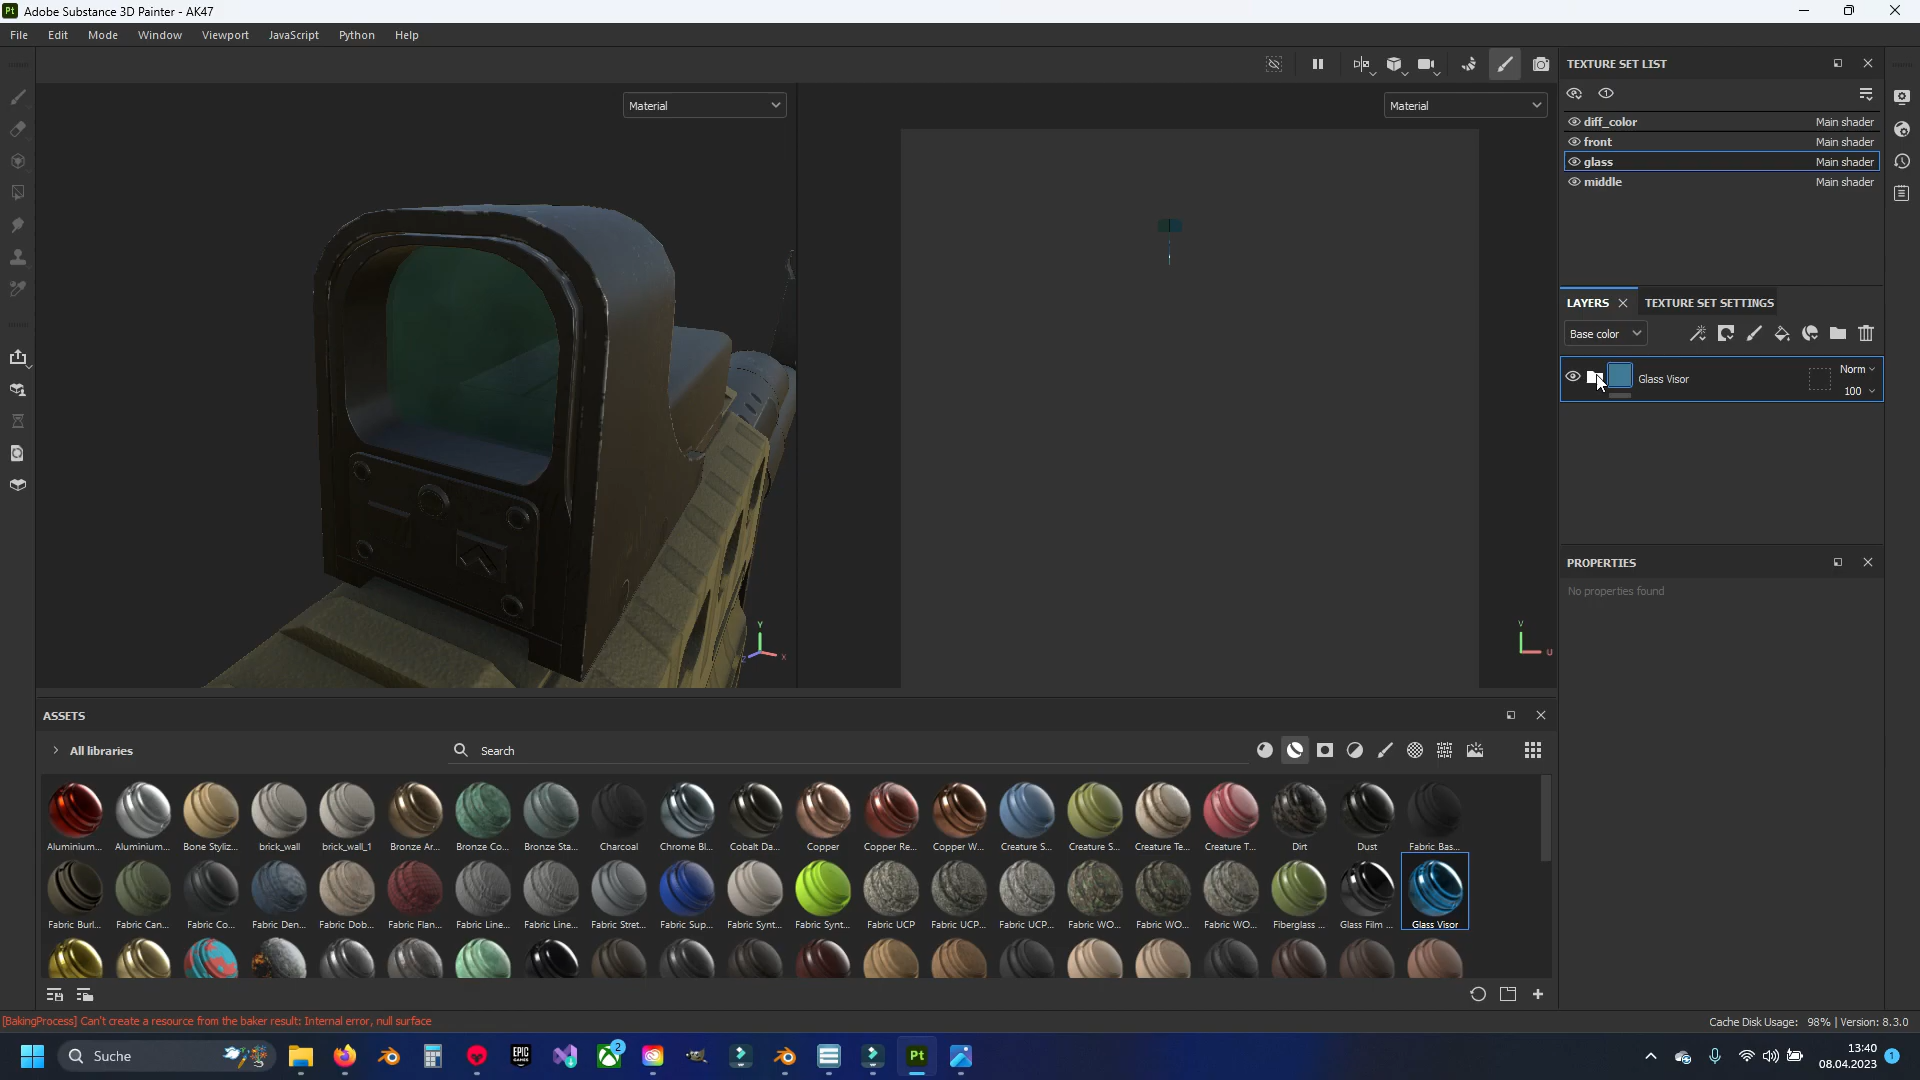 Pt Adobe Substance 3D Painter - AK47
File Edit Mode Window Viewport JavaScript Python Help
Material
Material
TEXTURE SET LIST
diff_color Main shader
front Main shader
glass Main shader
middle Main shader
LAYERS TEXTURE SET SETTINGS
Base color
Glass Visor
Norm
100
PROPERTIES
No properties found
Y
X
Z
V
U
ASSETS
All libraries
Search
Aluminium... Aluminium... Bone Styliz... brick_wall brick_wall_1 Bronze Ar... Bronze Co... Bronze Sta... Charcoal Chrome Bl... Cobalt Da... Copper Copper Re... Copper W... Creature S... Creature S... Creature Te... Creature T... Dirt Dust Fabric Bas...
Fabric Burl... Fabric Can... Fabric Co... Fabric Den... Fabric Dob... Fabric Flan... Fabric Line... Fabric Line... Fabric Stret... Fabric Sup... Fabric Synt... Fabric Synt... Fabric UCP Fabric UCP... Fabric UCP... Fabric WO... Fabric WO... Fabric WO... Fiberglass ... Glass Film ... Glass Visor
[BakingProcess] Can't create a resource from the baker result: Internal error, null surface
Cache Disk Usage: 98% | Version: 8.3.0
Suche
EPIC GAMES
2
Pt
13:40
08.04.2023
1